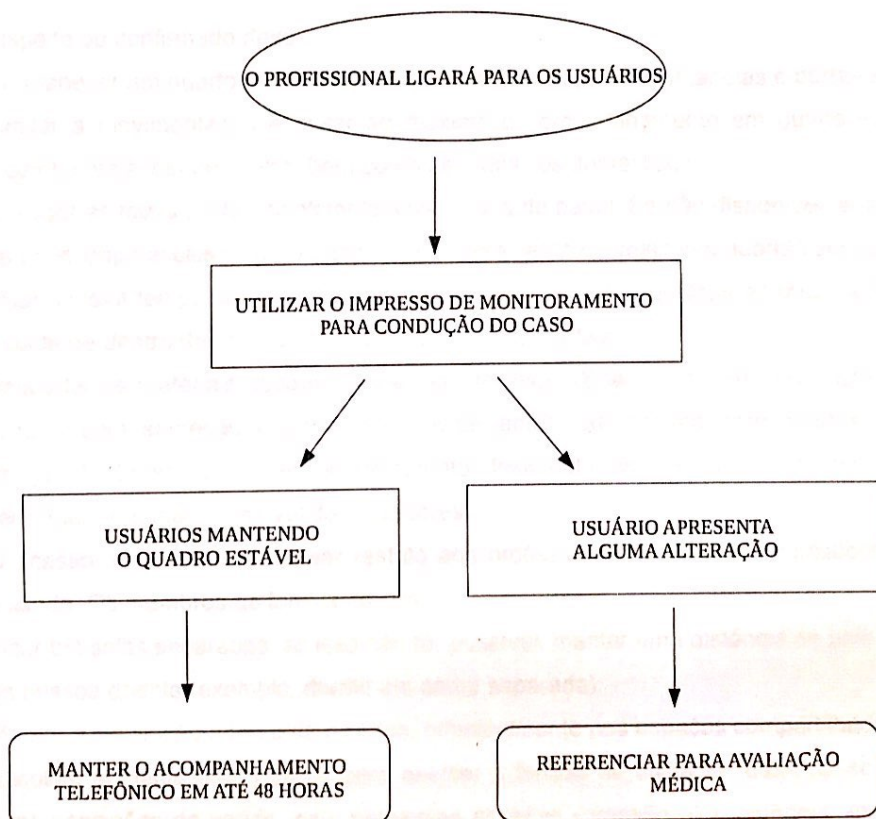 O PROFISSIONAL LIGARÁ PARA OS USUÁRIOS
UTILIZAR O IMPRESSO DE MONITORAMENTO
PARA CONDUÇÃO DO CASO
USUÁRIOS MANTENDO
O QUADRO ESTÁVEL
USUÁRIO APRESENTA
ALGUMA ALTERAÇÃO
MANTER O ACOMPANHAMENTO
TELEFÔNICO EM ATÉ 48 HORAS
REFERENCIAR PARA AVALIAÇÃO
MÉDICA